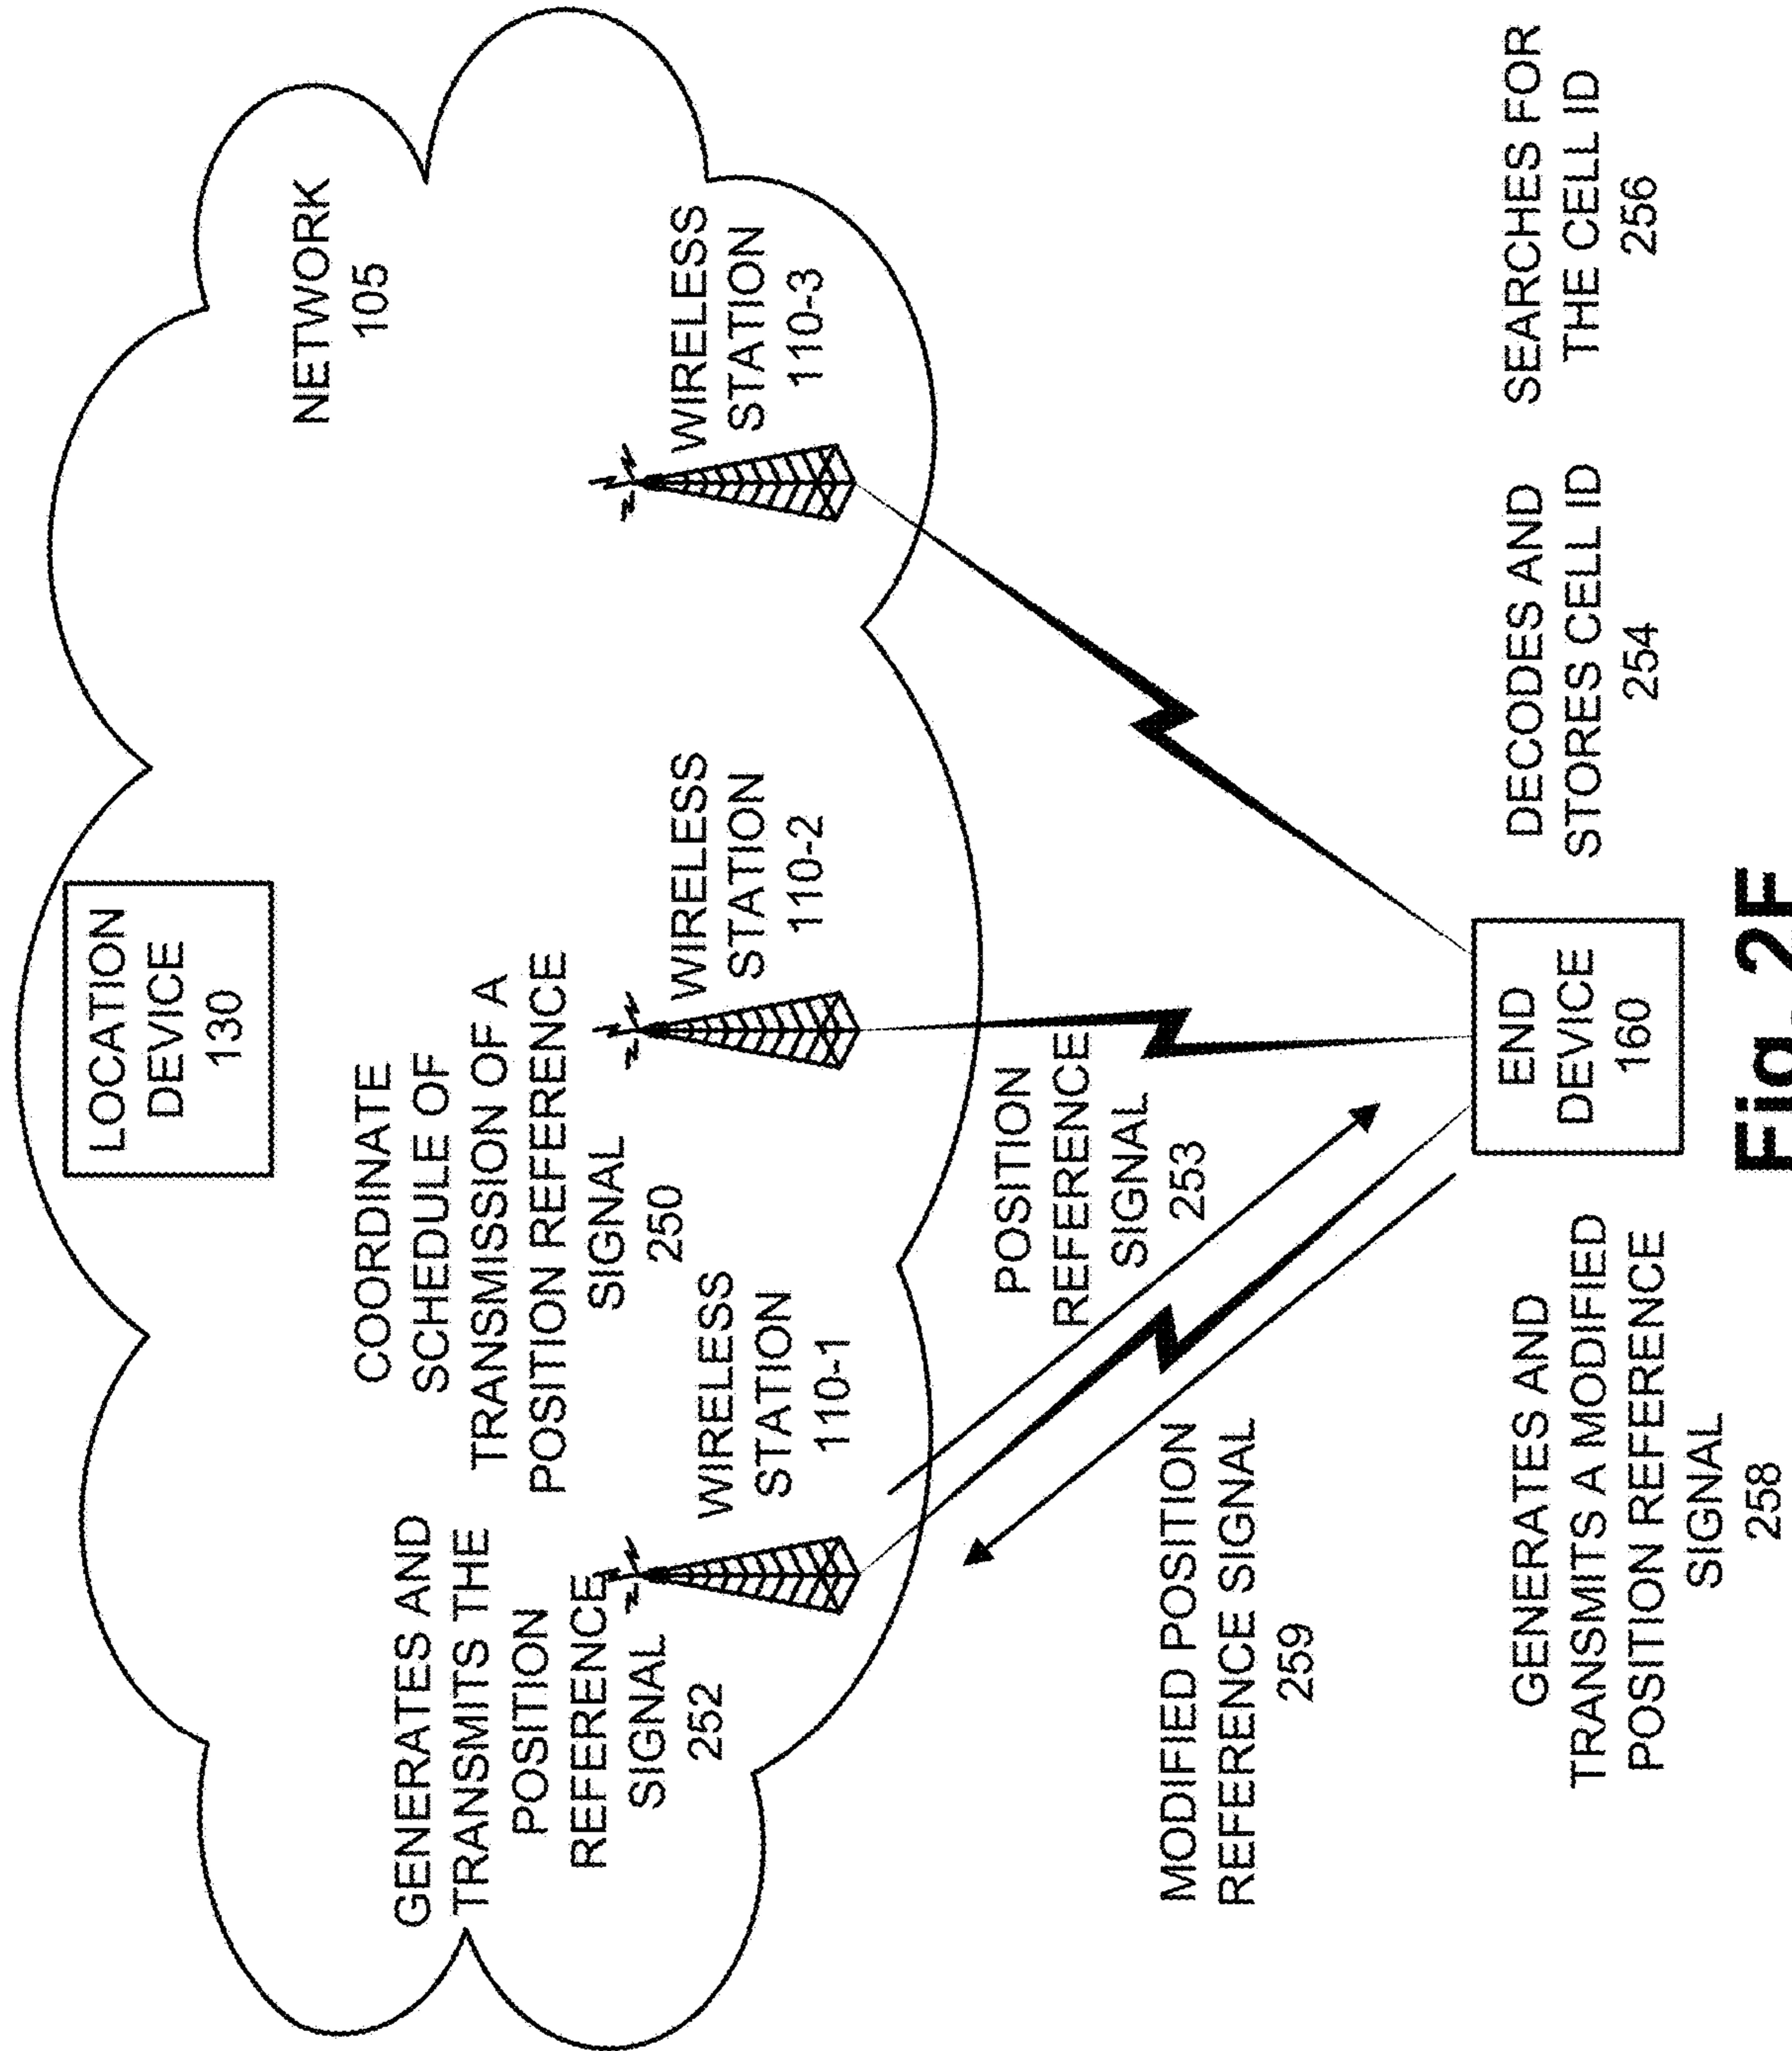 LOCATION
DEVICE
130
NETWORK
105
COORDINATE
SCHEDULE OF
TRANSMISSION OF A
POSITION REFERENCE
SIGNAL
250
GENERATES AND
TRANSMITS THE
POSITION
REFERENCE
SIGNAL
252
WIRELESS
STATION
110-1
WIRELESS
STATION
110-2
WIRELESS
STATION
110-3
POSITION
REFERENCE
SIGNAL
253
MODIFIED POSITION
REFERENCE SIGNAL
259
END
DEVICE
160
GENERATES AND
TRANSMITS A MODIFIED
POSITION REFERENCE
SIGNAL
258
DECODES AND
STORES CELL ID
254
SEARCHES FOR
THE CELL ID
256
Fig. 2F